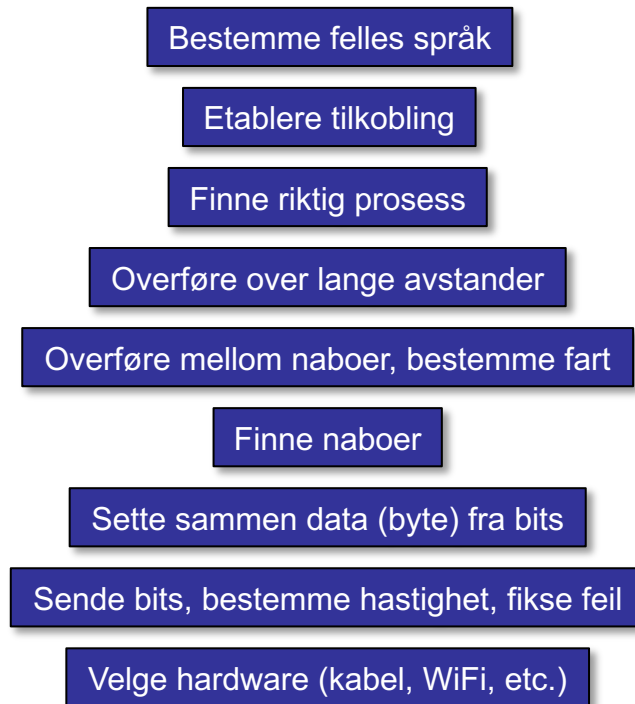 Bestemme felles språk
Etablere tilkobling
Finne riktig prosess
Overføre over lange avstander
Overføre mellom naboer, bestemme fart
Finne naboer
Sette sammen data (byte) fra bits
Sende bits, bestemme hastighet, fikse feil
Velge hardware (kabel, WiFi, etc.)